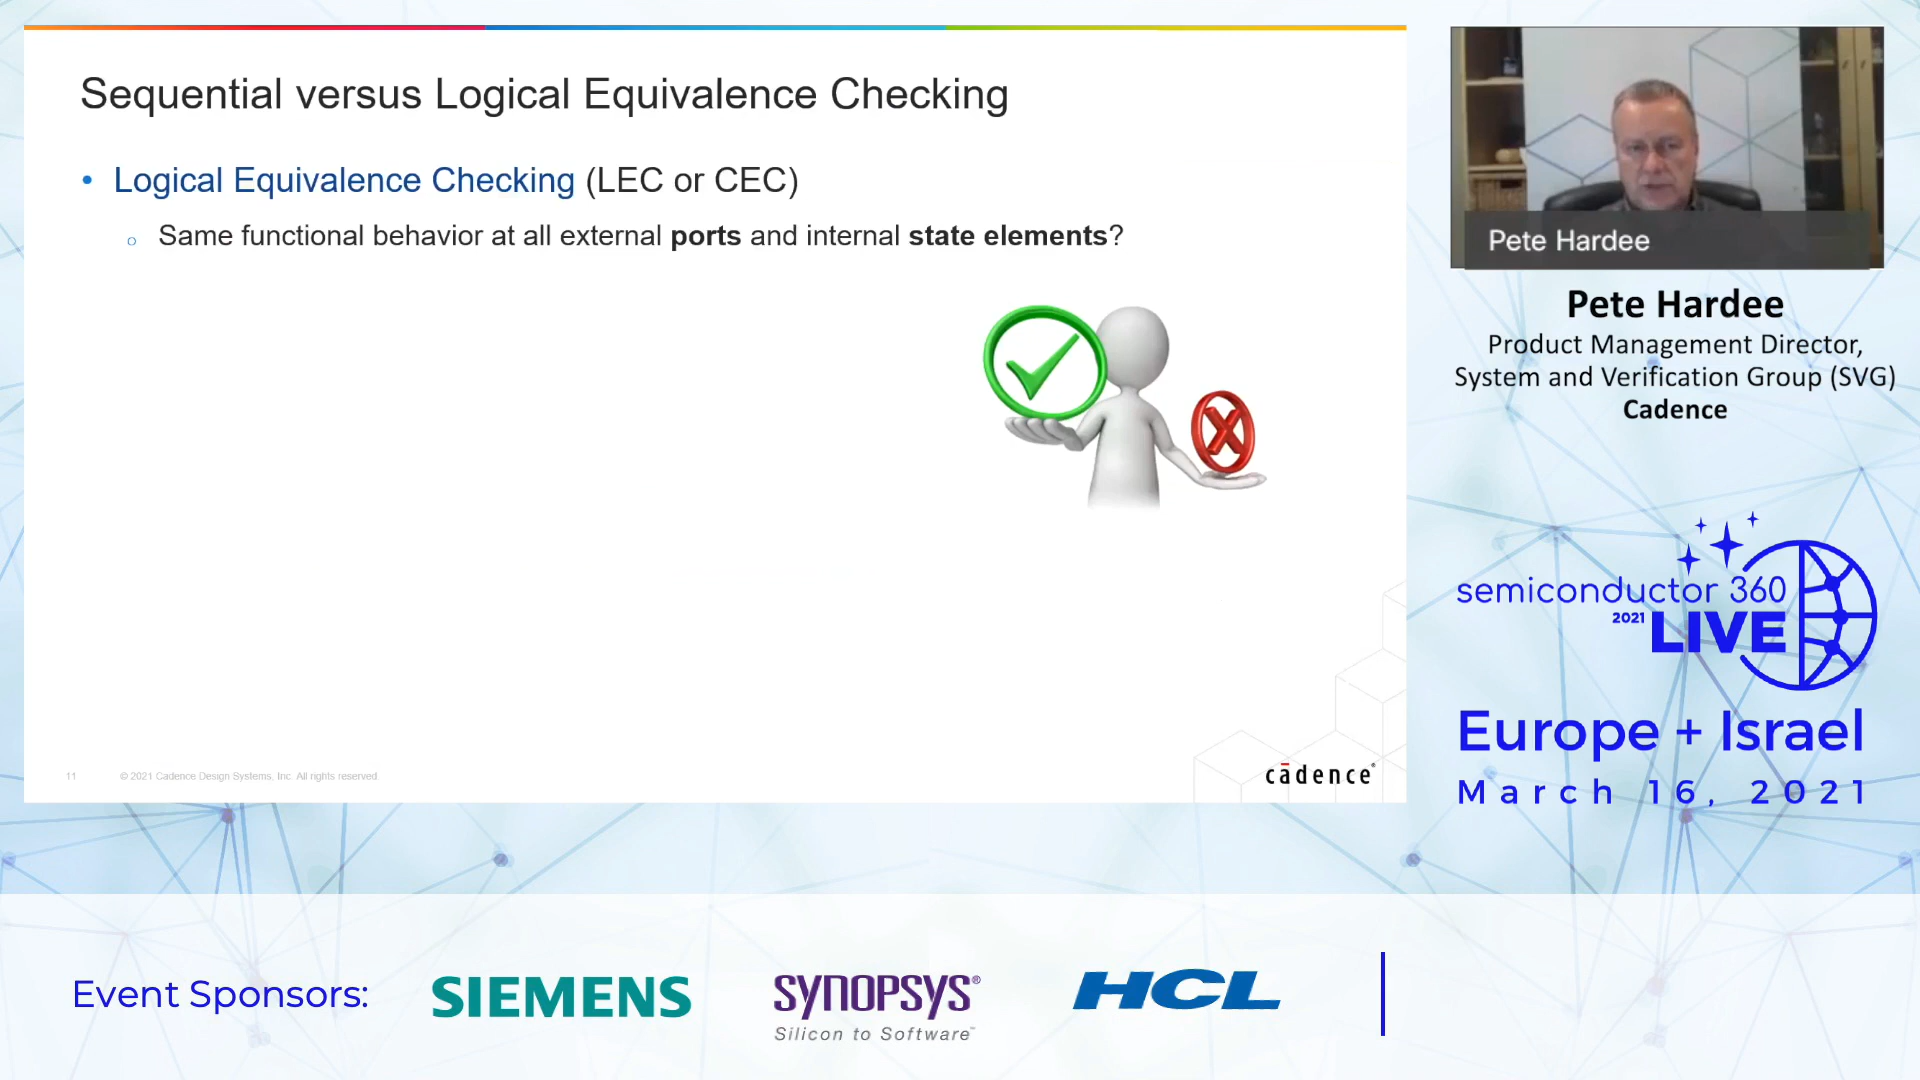 Sequential versus Logical Equivalence Checking
• Logical Equivalence Checking (LEC or CEC)
○ Same functional behavior at all external ports and internal state elements?
X
11 © 2021 Cadence Design Systems, Inc. All rights reserved.
cādence®
Pete Hardee
Pete Hardee
Product Management Director,
System and Verification Group (SVG)
Cadence
semiconductor 360
2021 LIVE
Europe + Israel
March 16, 2021
Event Sponsors:
SIEMENS
SYNOPSYS®
Silicon to Software™
HCL